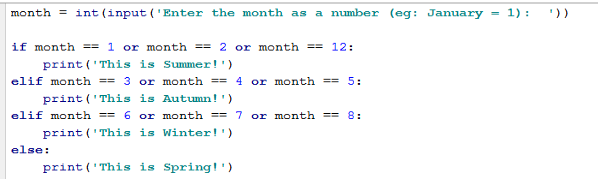 month = int(input('Enter the month as a number (eg: January = 1):  '))
if month == 1 or month == 2 or month == 12:
    print('This is Summer!')
elif month == 3 or month == 4 or month == 5:
    print('This is Autumn!')
elif month == 6 or month == 7 or month == 8:
    print('This is Winter!')
else:
    print('This is Spring!')